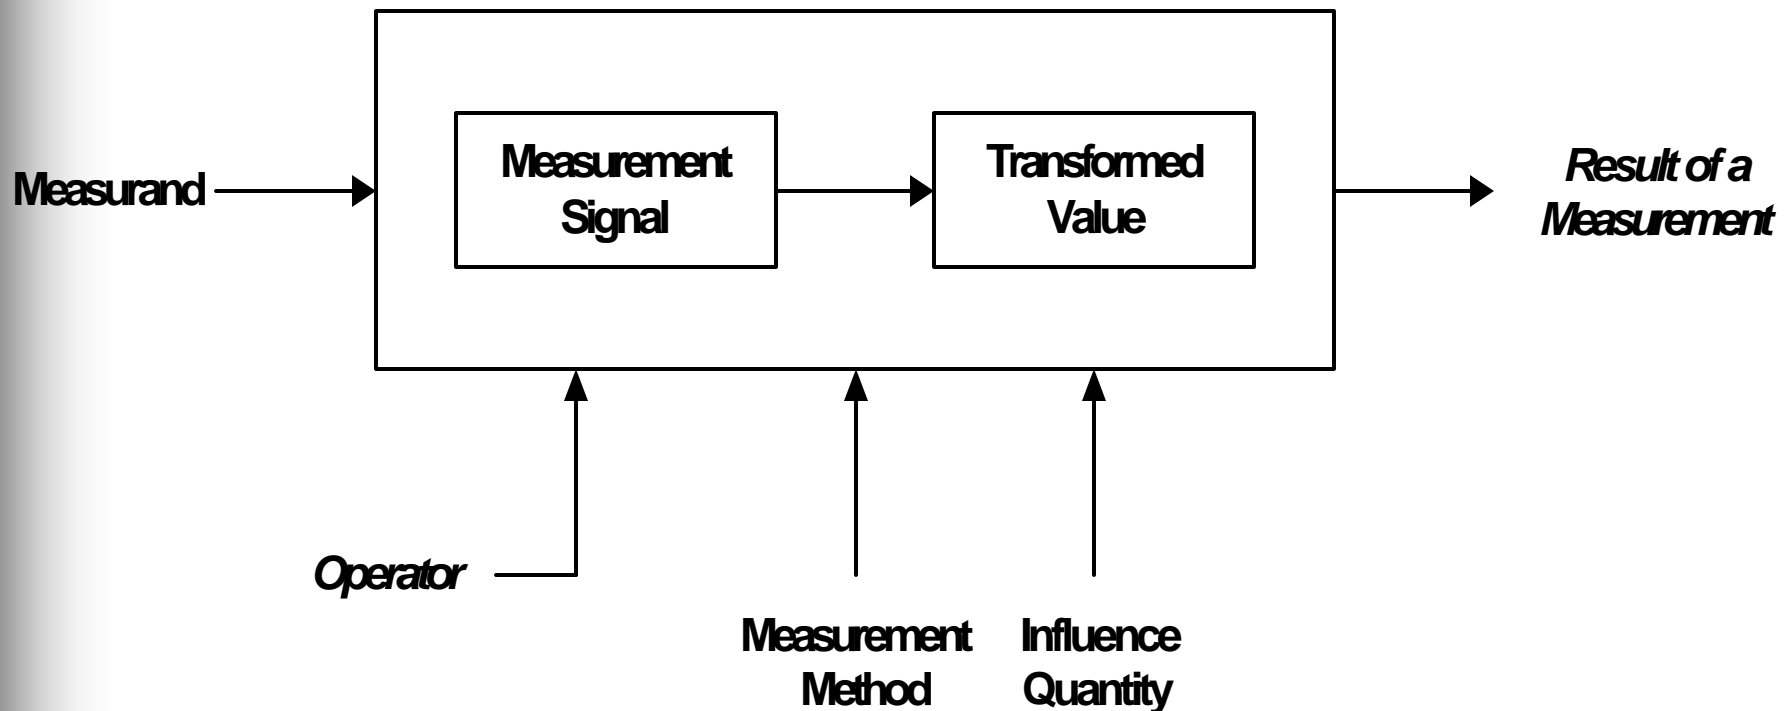 Measurand
Measurement
Signal
Transformed
Value
Result of a
Measurement
Operator
Measurement
Method
Influence
Quantity